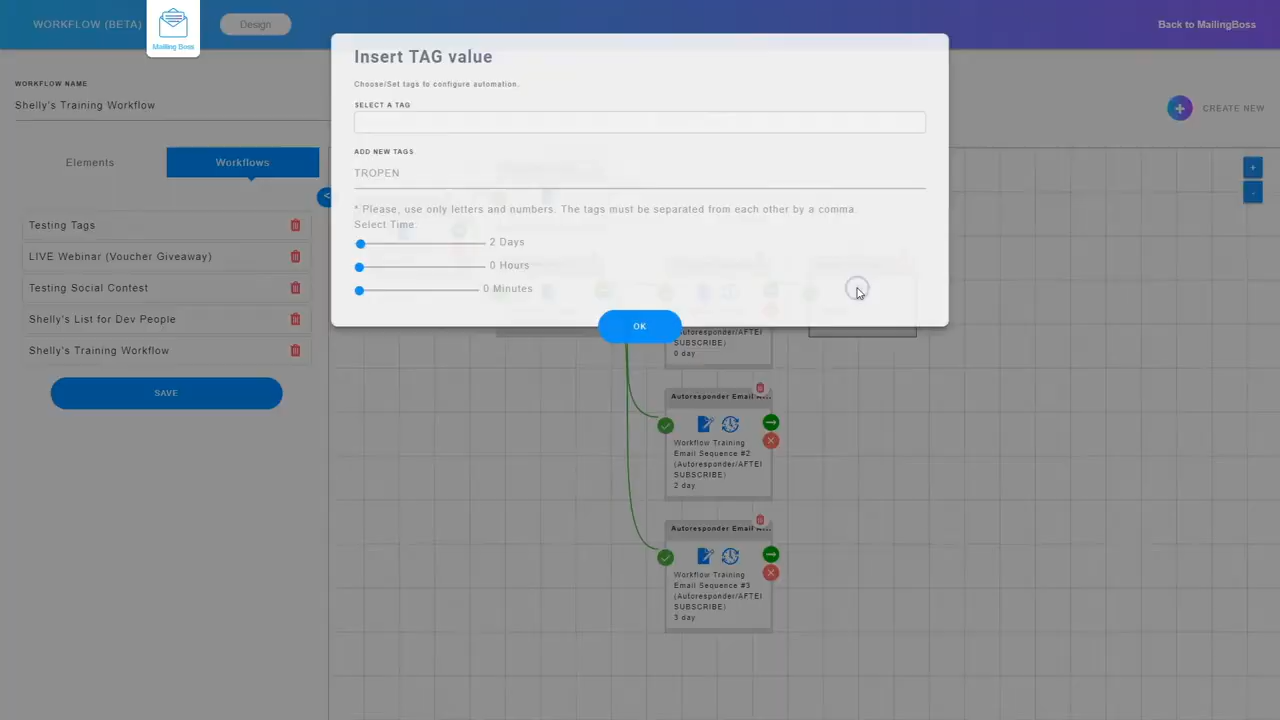 WORKFLOW (BETA)
Mailing Boss
Design
Back to MailingBoss
WORKFLOW NAME
Shelly's Training Workflow
CREATE NEW
Elements
Workflows
<
Testing Tags
LIVE Webinar (Voucher Giveaway)
Testing Social Contest
Shelly's List for Dev People
Shelly's Training Workflow
SAVE
Insert TAG value
Choose/Set tags to configure automation.
SELECT A TAG
ADD NEW TAGS
TROPEN
* Please, use only letters and numbers. The tags must be separated from each other by a comma.
Select Time:
2 Days
0 Hours
0 Minutes
OK
+
-
(Autoresponder/AFTEI
SUBSCRIBE)
0 day
Autoresponder Email A...
Workflow Training
Email Sequence #2
(Autoresponder/AFTEI
SUBSCRIBE)
2 day
Autoresponder Email A...
Workflow Training
Email Sequence #3
(Autoresponder/AFTEI
SUBSCRIBE)
3 day